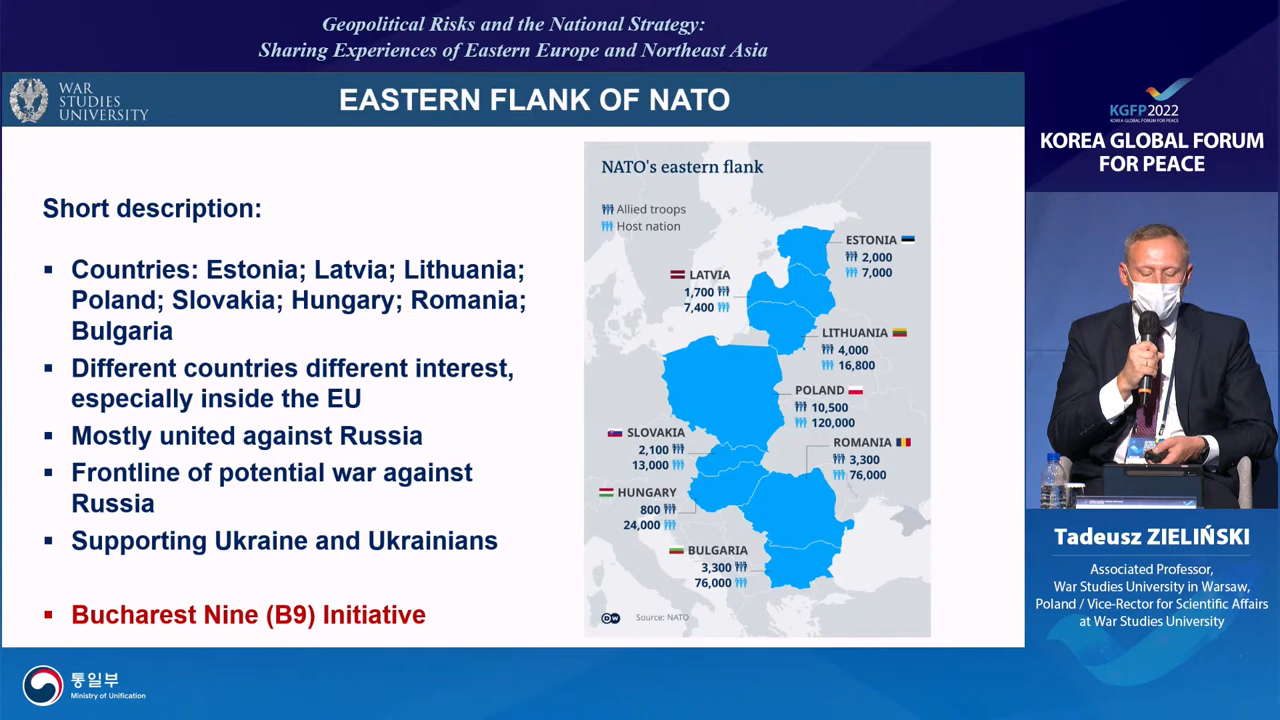 Geopolitical Risks and the National Strategy:
Sharing Experiences of Eastern Europe and Northeast Asia
WAR
STUDIES
UNIVERSITY
EASTERN FLANK OF NATO
Short description:
▪ Countries: Estonia; Latvia; Lithuania;
Poland; Slovakia; Hungary; Romania;
Bulgaria
▪ Different countries different interest,
especially inside the EU
▪ Mostly united against Russia
▪ Frontline of potential war against
Russia
▪ Supporting Ukraine and Ukrainians
▪ Bucharest Nine (B9) Initiative
NATO's eastern flank
Allied troops
Host nation
ESTONIA
2,000
7,000
LATVIA
1,700
7,400
LITHUANIA
4,000
16,800
POLAND
10,500
120,000
SLOVAKIA
2,100
13,000
ROMANIA
3,300
76,000
HUNGARY
800
24,000
BULGARIA
3,300
76,000
DW
Source: NATO
KGFP2022
KOREA GLOBAL FORUM FOR PEACE
KOREA GLOBAL FORUM
FOR PEACE
Tadeusz ZIELIŃSKI
Associated Professor,
War Studies University in Warsaw,
Poland / Vice-Rector for Scientific Affairs
at War Studies University
통일부
Ministry of Unification